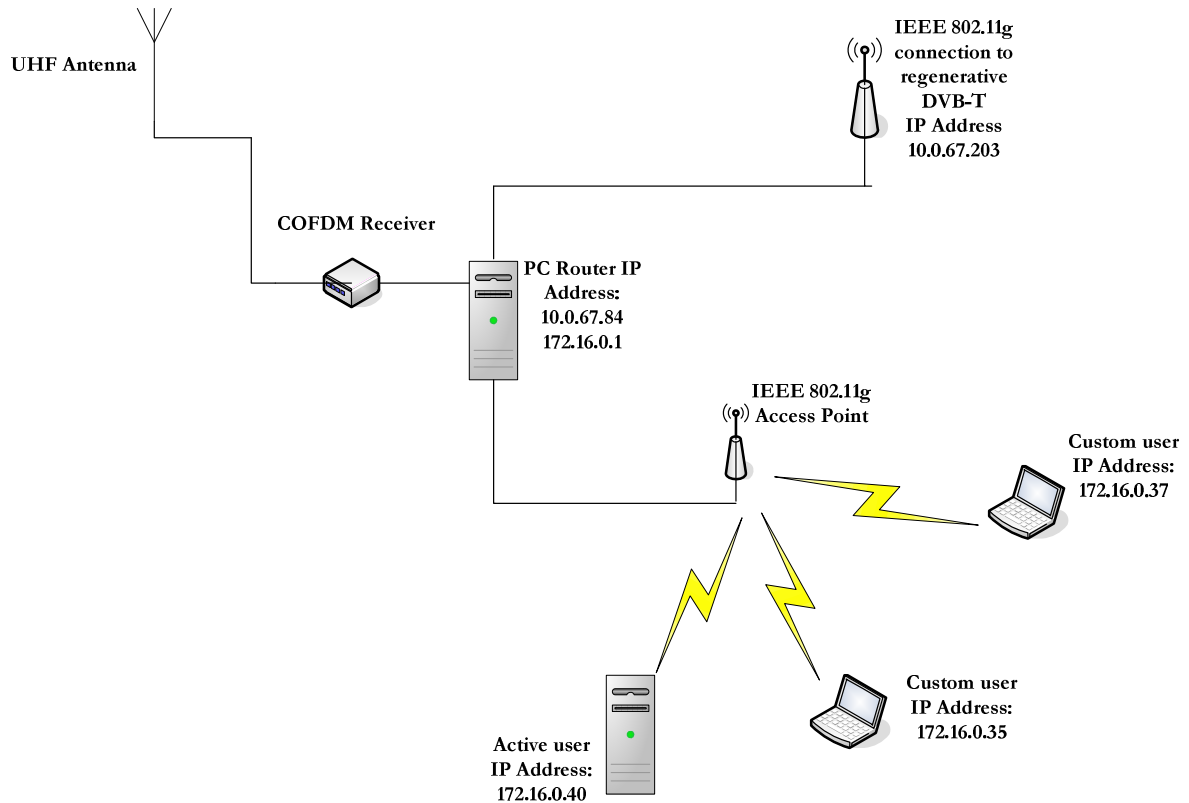 UHF Antenna
IEEE 802.11g
connection to
regenerative
DVB-T
IP Address
10.0.67.203
COFDM Receiver
PC Router IP
Address:
10.0.67.84
172.16.0.1
IEEE 802.11g
Access Point
Custom user
IP Address:
172.16.0.37
Custom user
IP Address:
172.16.0.35
Active user
IP Address:
172.16.0.40